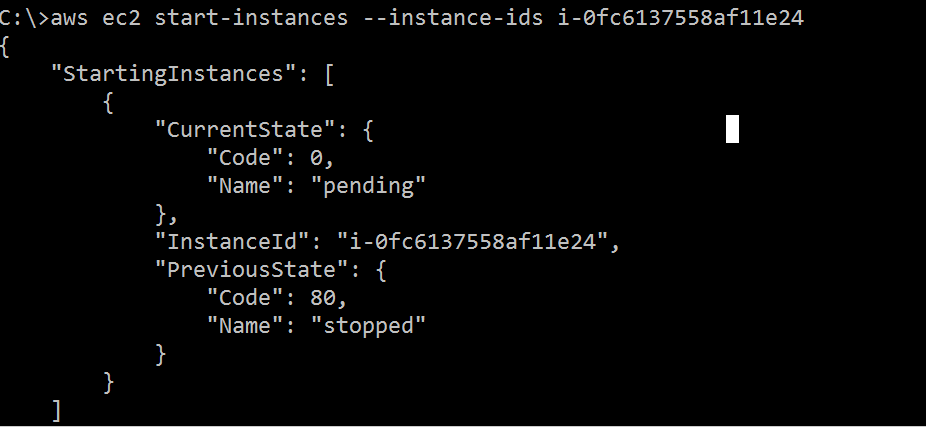 C:\>aws ec2 start-instances --instance-ids i-0fc6137558af11e24
{
    "StartingInstances": [
        {
            "CurrentState": {
                "Code": 0,
                "Name": "pending"
            },
            "InstanceId": "i-0fc6137558af11e24",
            "PreviousState": {
                "Code": 80,
                "Name": "stopped"
            }
        }
    ]